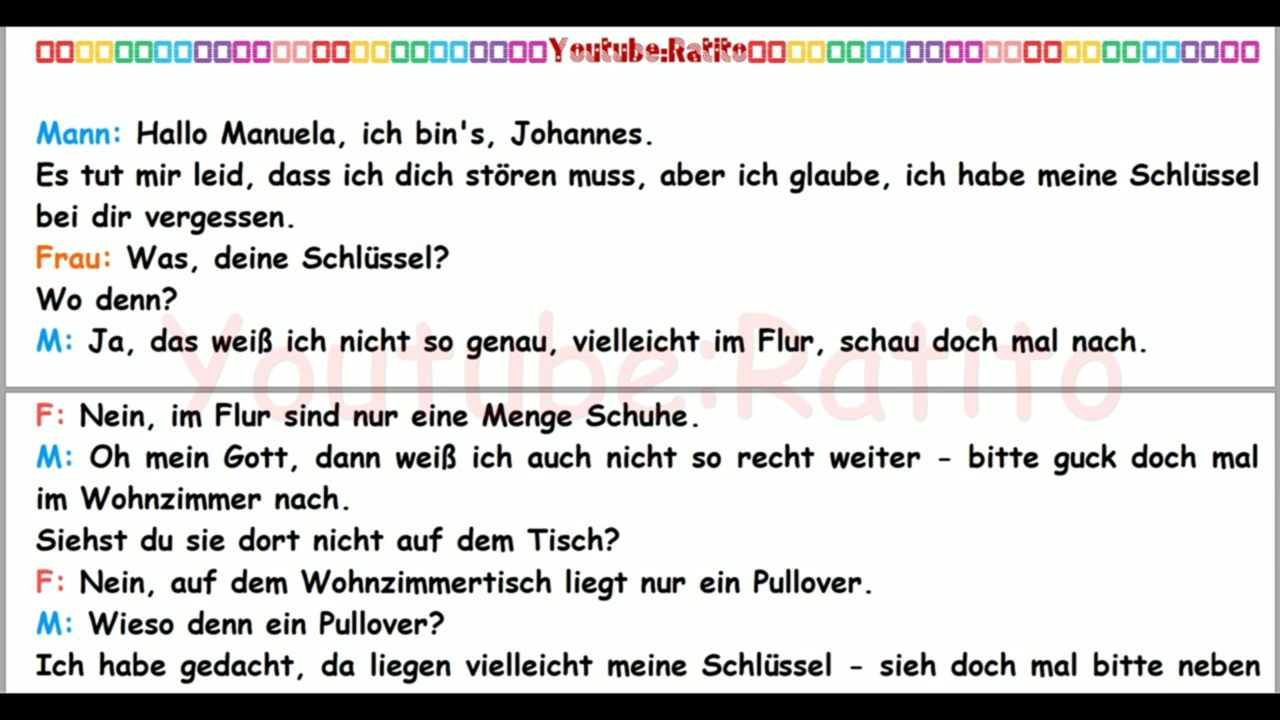 Youtube:Ratito
Mann: Hallo Manuela, ich bin's, Johannes.
Es tut mir leid, dass ich dich stören muss, aber ich glaube, ich habe meine Schlüssel
bei dir vergessen.
Frau: Was, deine Schlüssel?
Wo denn?
M: Ja, das weiß ich nicht so genau, vielleicht im Flur, schau doch mal nach.
Youtube:Ratito
F: Nein, im Flur sind nur eine Menge Schuhe.
M: Oh mein Gott, dann weiß ich auch nicht so recht weiter - bitte guck doch mal
im Wohnzimmer nach.
Siehst du sie dort nicht auf dem Tisch?
F: Nein, auf dem Wohnzimmertisch liegt nur ein Pullover.
M: Wieso denn ein Pullover?
Ich habe gedacht, da liegen vielleicht meine Schlüssel - sieh doch mal bitte neben